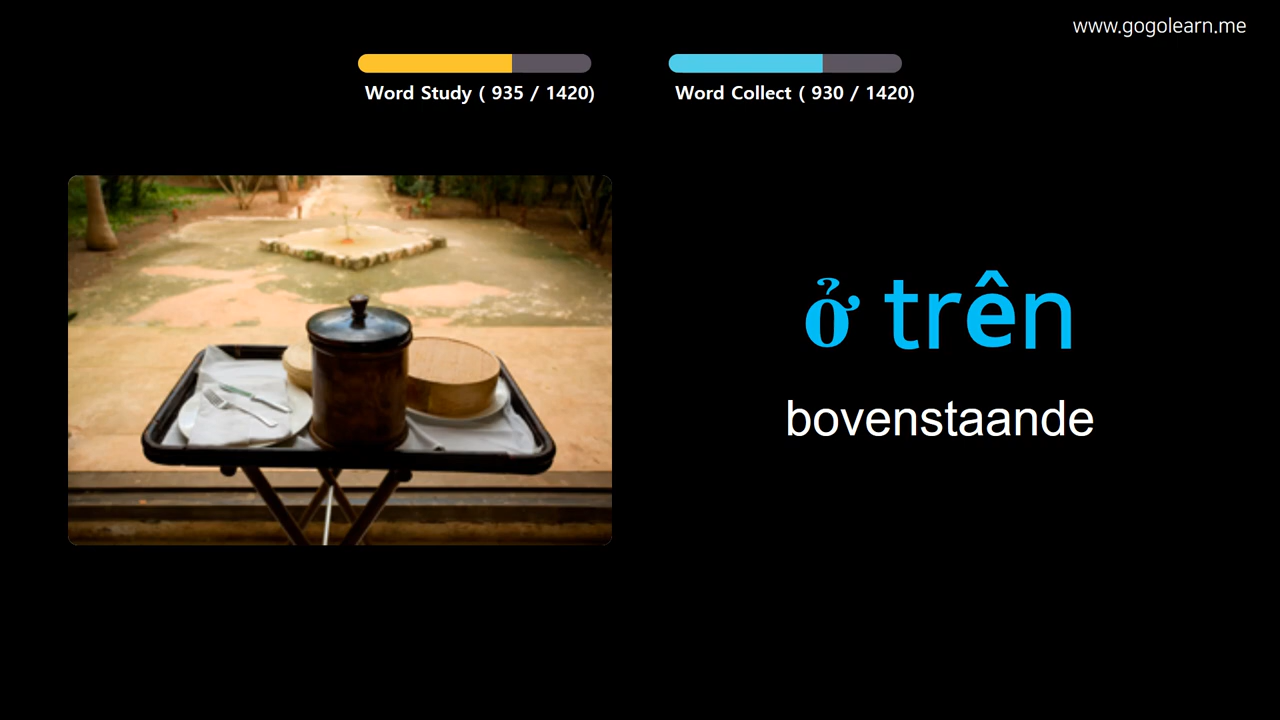 www.gogolearn.me
Word Study ( 935 / 1420)
Word Collect ( 930 / 1420)
ở trên
bovenstaande